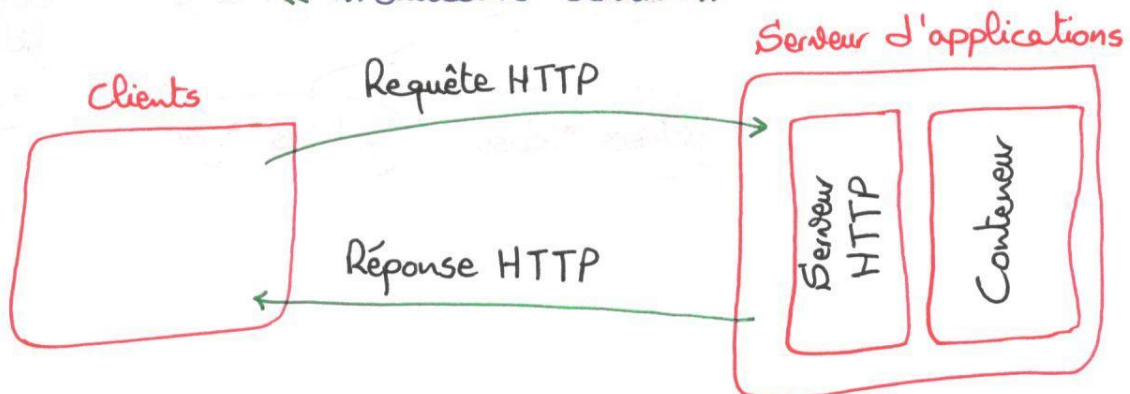 Serveur d'applications
Clients
Requête HTTP
Réponse HTTP
Serveur
HTTP
Conteneur